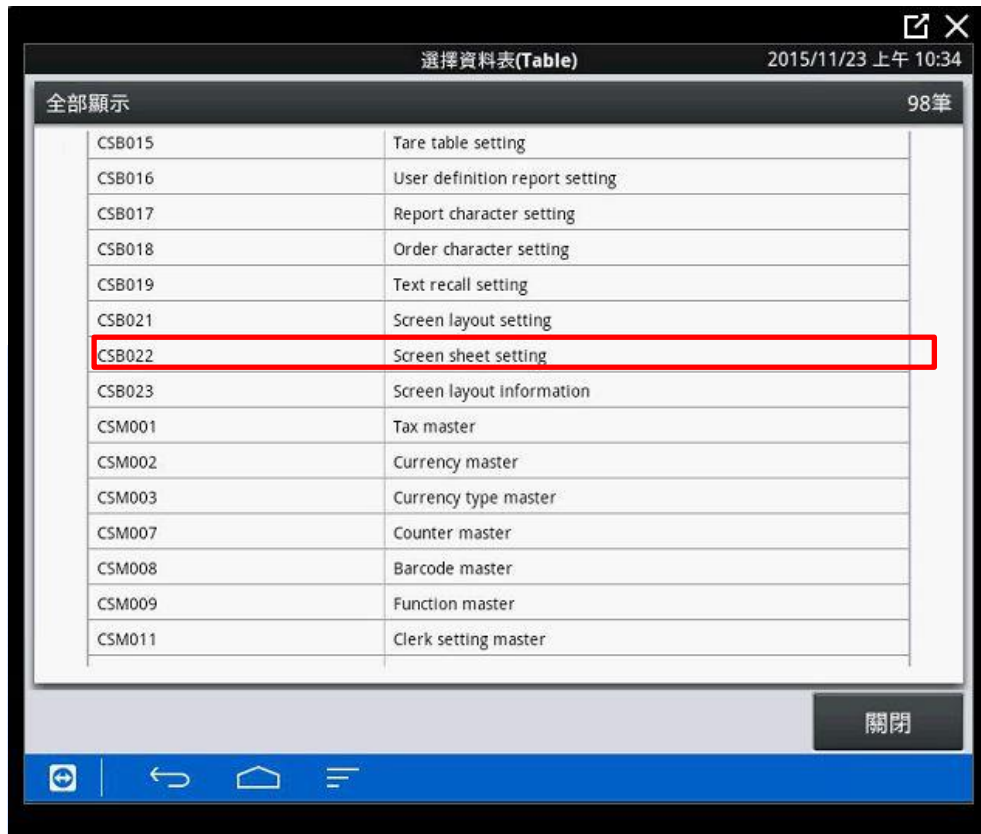 選擇資料表(Table) 2015/11/23 上午 10:34
全部顯示 98筆
CSB015 Tare table setting
CSB016 User definition report setting
CSB017 Report character setting
CSB018 Order character setting
CSB019 Text recall setting
CSB021 Screen layout setting
CSB022 Screen sheet setting
CSB023 Screen layout information
CSM001 Tax master
CSM002 Currency master
CSM003 Currency type master
CSM007 Counter master
CSM008 Barcode master
CSM009 Function master
CSM011 Clerk setting master
關閉